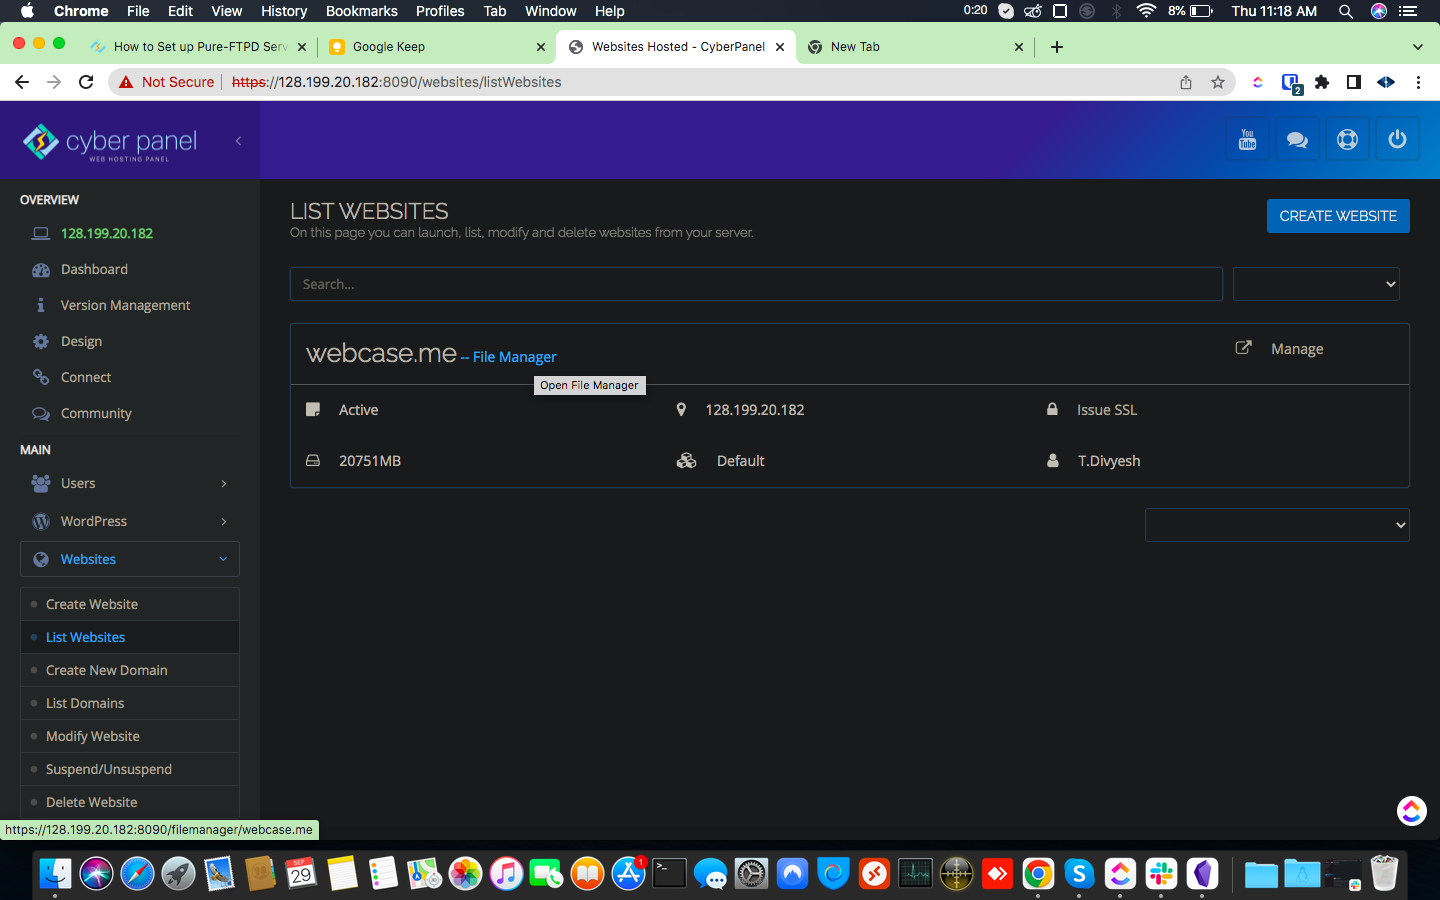 Chrome File Edit View History Bookmarks Profiles Tab Window Help 0:20 8% Thu 11:18 AM
How to Set up Pure-FTPD Serv
Google Keep
Websites Hosted - CyberPanel
New Tab
Not Secure https://128.199.20.182:8090/websites/listWebsites
2
cyber panel
WEB HOSTING PANEL
You
Tube
OVERVIEW
128.199.20.182
Dashboard
Version Management
Design
Connect
Community
MAIN
Users
WordPress
Websites
Create Website
List Websites
Create New Domain
List Domains
Modify Website
Suspend/Unsuspend
Delete Website
https://128.199.20.182:8090/filemanager/webcase.me
LIST WEBSITES
On this page you can launch, list, modify and delete websites from your server.
CREATE WEBSITE
Search...
webcase.me -- File Manager
Manage
Open File Manager
Active
128.199.20.182
Issue SSL
20751MB
Default
T.Divyesh
SEP
29
1